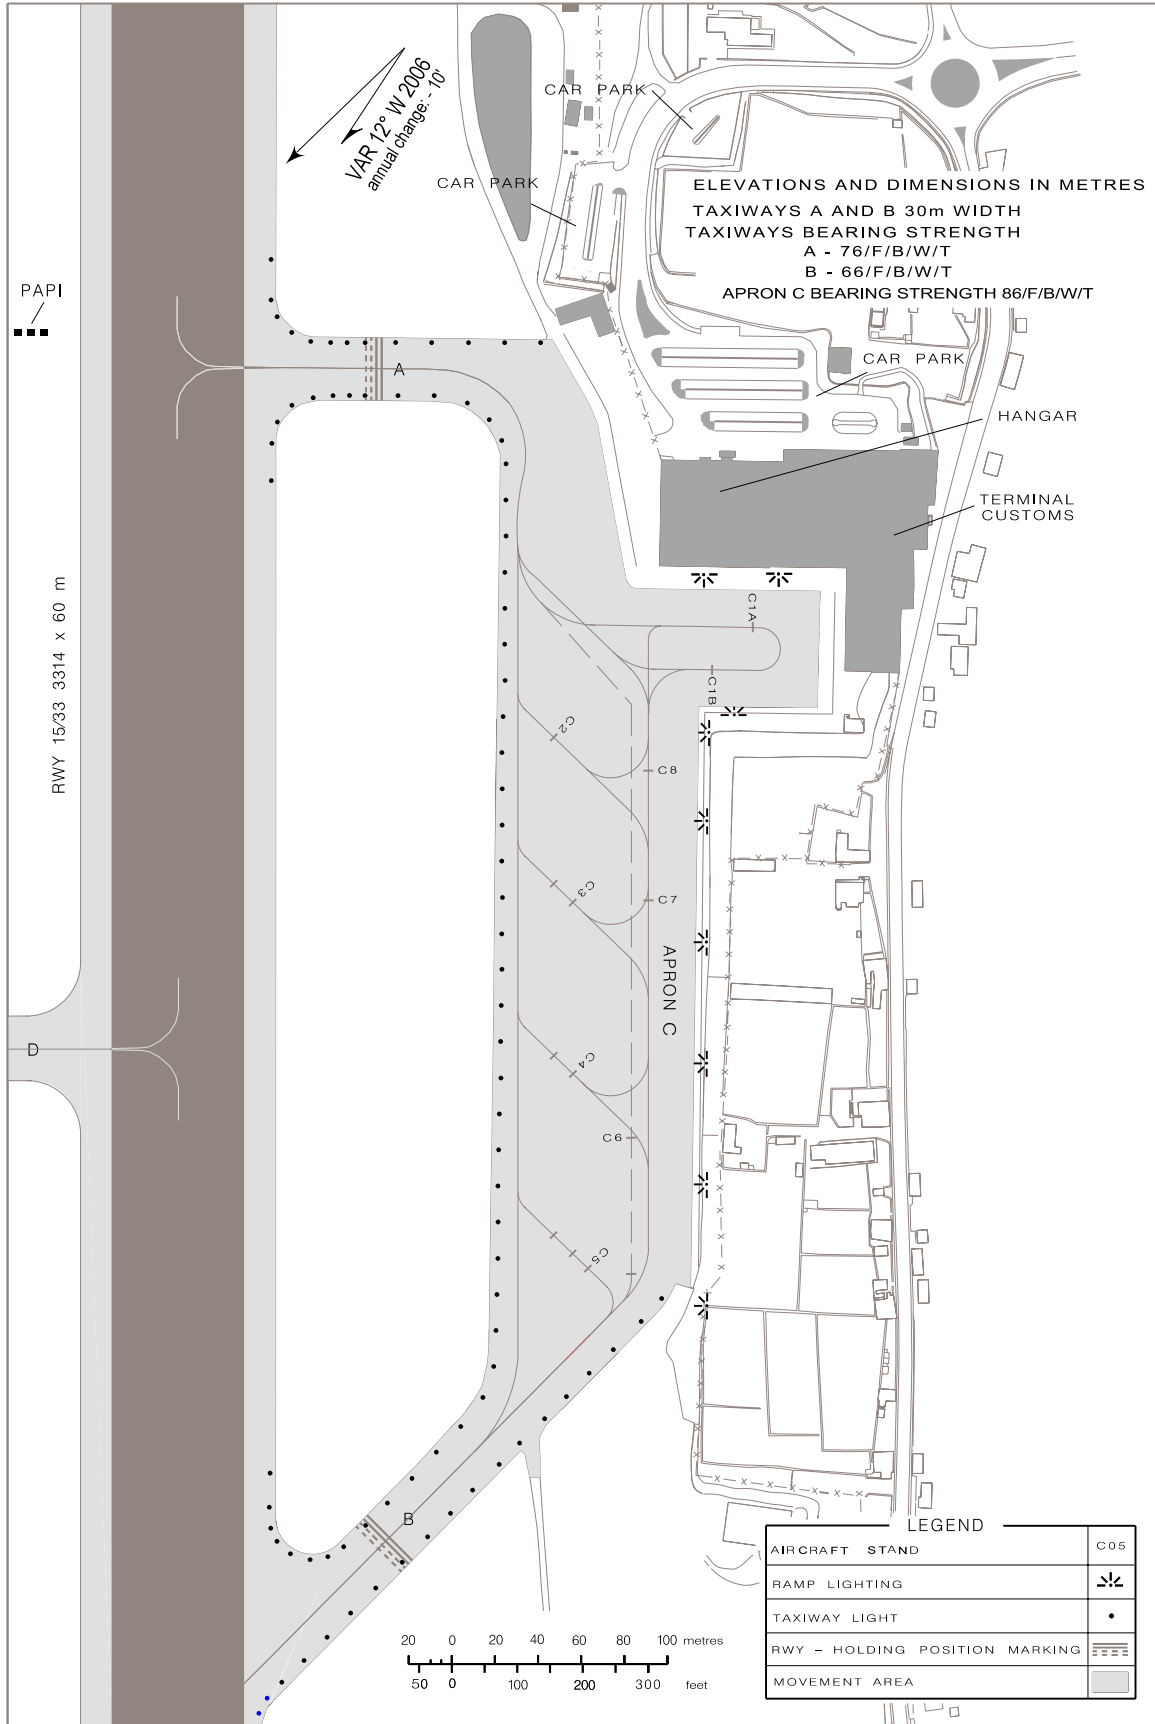 VAR 12° W 2006
annual change: - 10'
CAR PARK
CAR PARK
ELEVATIONS AND DIMENSIONS IN METRES
TAXIWAYS A AND B 30m WIDTH
TAXIWAYS BEARING STRENGTH
A - 76/F/B/W/T
B - 66/F/B/W/T
APRON C BEARING STRENGTH 86/F/B/W/T
PAPI
A
CAR PARK
HANGAR
TERMINAL
CUSTOMS
RWY 15/33 3314 x 60 m
C1A
C1B
C2
C8
C3
C7
APRON C
D
C4
C6
C5
B
LEGEND
AIRCRAFT STAND C05
RAMP LIGHTING
TAXIWAY LIGHT
RWY - HOLDING POSITION MARKING
MOVEMENT AREA
20 0 20 40 60 80 100 metres
50 0 100 200 300 feet